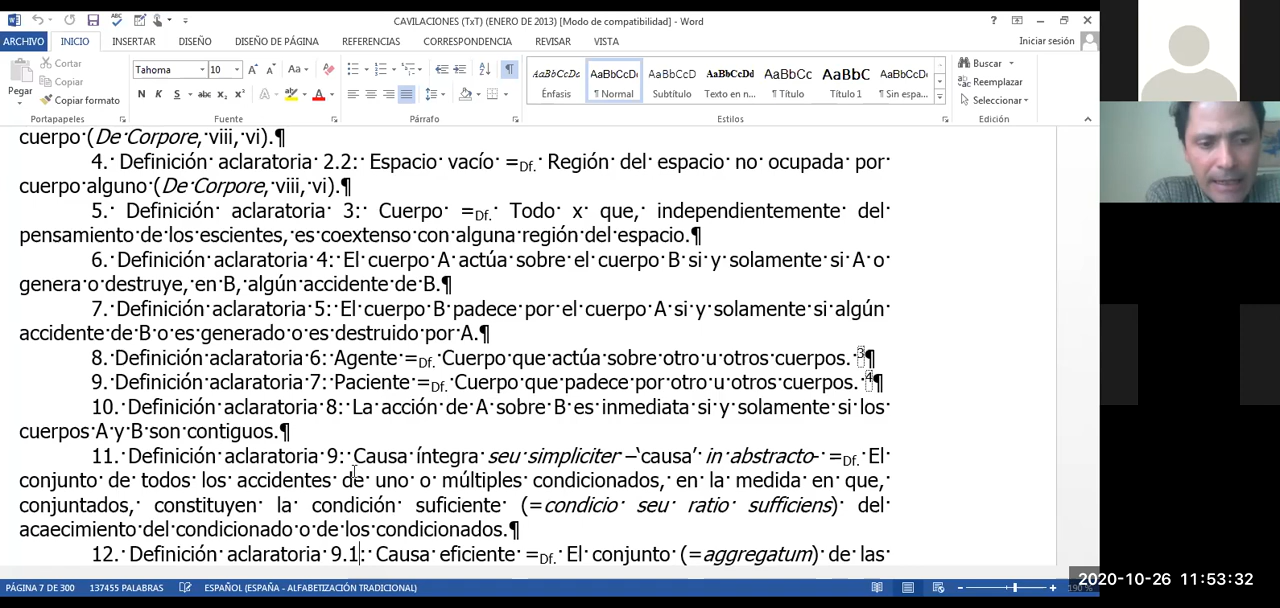 CAVILACIONES (TxT) (ENERO DE 2013) [Modo de compatibilidad] - Word
ARCHIVO INICIO INSERTAR DISEÑO DISEÑO DE PÁGINA REFERENCIAS CORRESPONDENCIA REVISAR VISTA Iniciar sesión
Pegar
Cortar
Copiar
Copiar formato
Portapapeles
Tahoma 10
Fuente
Párrafo
AaBbCcDc AaBbCcDc AaBbCcD AaBbCcDd AaBbCc AaBbC AaBbCcDc
Énfasis ¶ Normal Subtítulo Texto en n... ¶ Título Título 1 ¶ Sin espa...
Estilos
Buscar
Reemplazar
Seleccionar
Edición
cuerpo (De Corpore, viii, vi).¶
4. Definición aclaratoria 2.2: Espacio vacío =Df. Región del espacio no ocupada por
cuerpo alguno (De Corpore, viii, vi).¶
5. Definición aclaratoria 3: Cuerpo =Df. Todo x que, independientemente del
pensamiento de los escientes, es coextenso con alguna región del espacio.¶
6. Definición aclaratoria 4: El cuerpo A actúa sobre el cuerpo B si y solamente si A o
genera o destruye, en B, algún accidente de B.¶
7. Definición aclaratoria 5: El cuerpo B padece por el cuerpo A si y solamente si algún
accidente de B o es generado o es destruido por A.¶
8. Definición aclaratoria 6: Agente =Df. Cuerpo que actúa sobre otro u otros cuerpos. 3¶
9. Definición aclaratoria 7: Paciente =Df. Cuerpo que padece por otro u otros cuerpos. 4¶
10. Definición aclaratoria 8: La acción de A sobre B es inmediata si y solamente si los
cuerpos A y B son contiguos.¶
11. Definición aclaratoria 9: Causa íntegra seu simpliciter –‘causa’ in abstracto- =Df. El
conjunto de todos los accidentes de uno o múltiples condicionados, en la medida en que,
conjuntados, constituyen la condición suficiente (=condicio seu ratio sufficiens) del
acaecimiento del condicionado o de los condicionados.¶
12. Definición aclaratoria 9.1: Causa eficiente =Df. El conjunto (=aggregatum) de las
PÁGINA 7 DE 300 137455 PALABRAS ESPAÑOL (ESPAÑA - ALFABETIZACIÓN TRADICIONAL) 190 %
2020-10-26 11:53:32